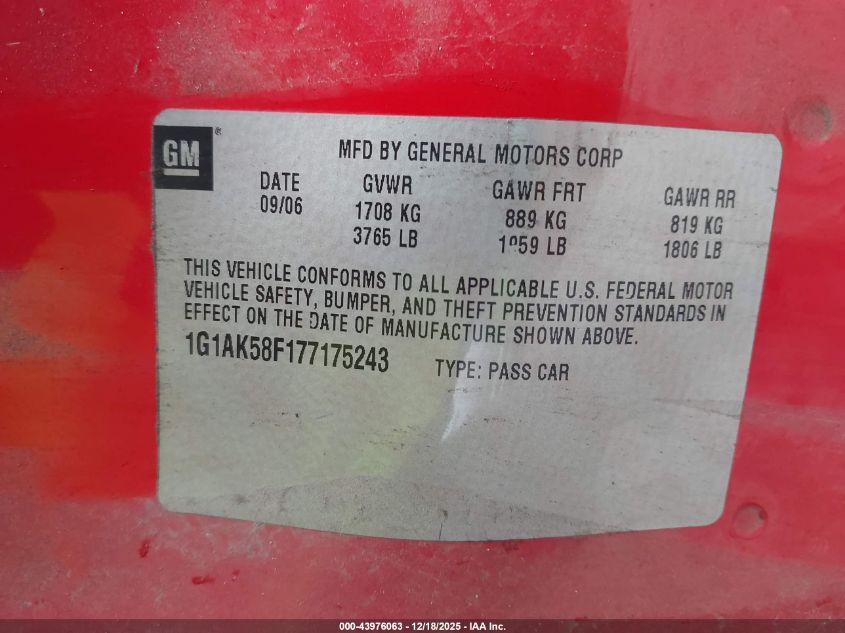 GM ®
MFD BY GENERAL MOTORS CORP
DATE GVWR GAWR FRT GAWR RR
09/06 1708 KG 889 KG 819 KG
3765 LB LB 1806 LB
THIS VEHICLE CONFORMS TO ALL APPLICABLE U.S. FEDERAL MOTOR
VEHICLE SAFETY, BUMPER, AND THEFT PREVENTION STANDARDS IN
EFFECT ON THE DATE OF MANUFACTURE SHOWN ABOVE.
1G1AK58F177175243 TYPE: PASS CAR
000-43976063 - 12/18/2025 - IAA Inc.